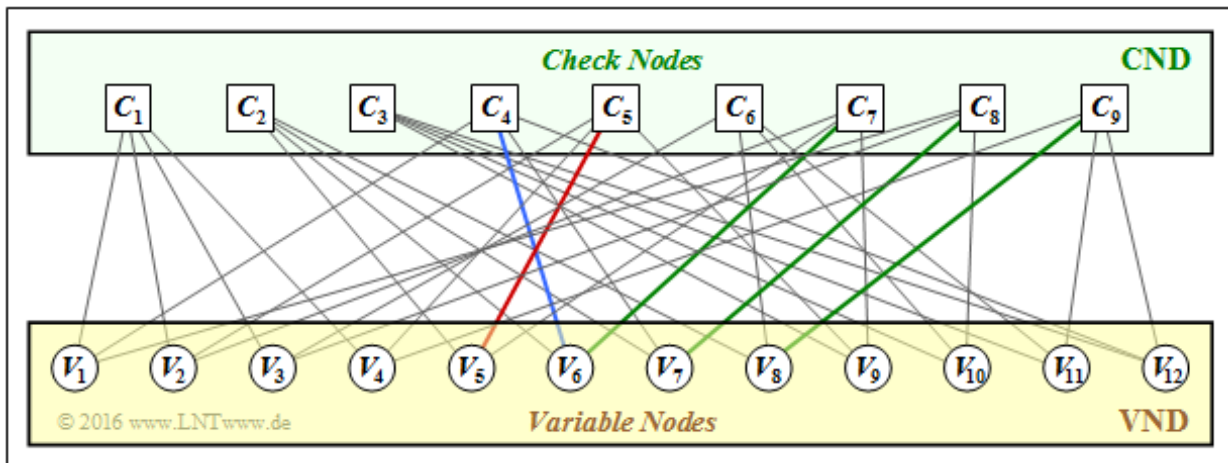 Check Nodes CND
C1 C2 C3 C4 C5 C6 C7 C8 C9
V1 V2 V3 V4 V5 V6 V7 V8 V9 V10 V11 V12
© 2016 www.LNTwww.de Variable Nodes VND